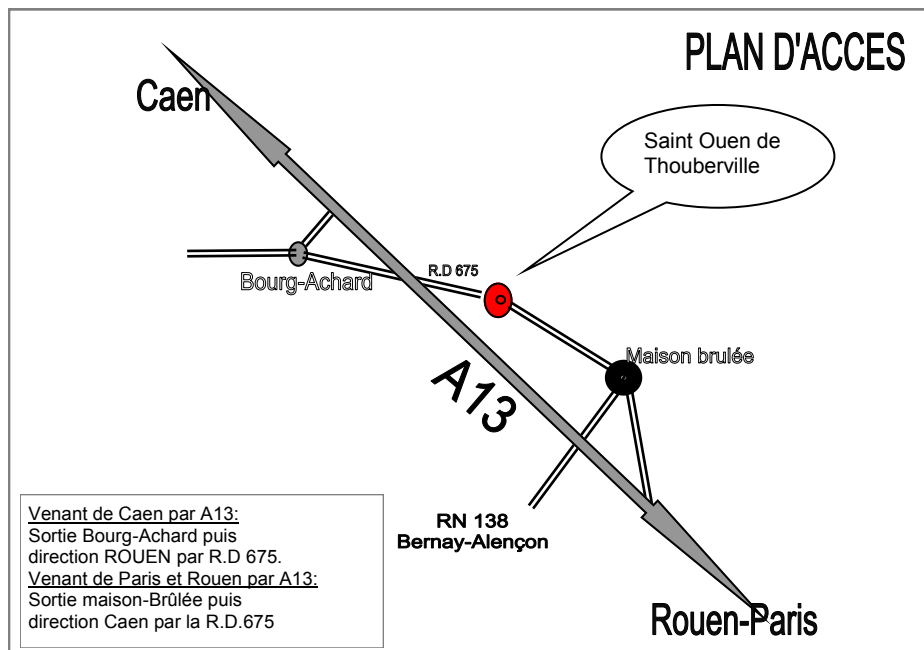 PLAN D'ACCES
Caen
Saint Ouen de
Thouberville
R.D 675
Bourg-Achard
Maison brulée
A13
RN 138
Bernay-Alençon
Rouen-Paris
Venant de Caen par A13:
Sortie Bourg-Achard puis
direction ROUEN par R.D 675.
Venant de Paris et Rouen par A13:
Sortie maison-Brûlée puis
direction Caen par la R.D.675